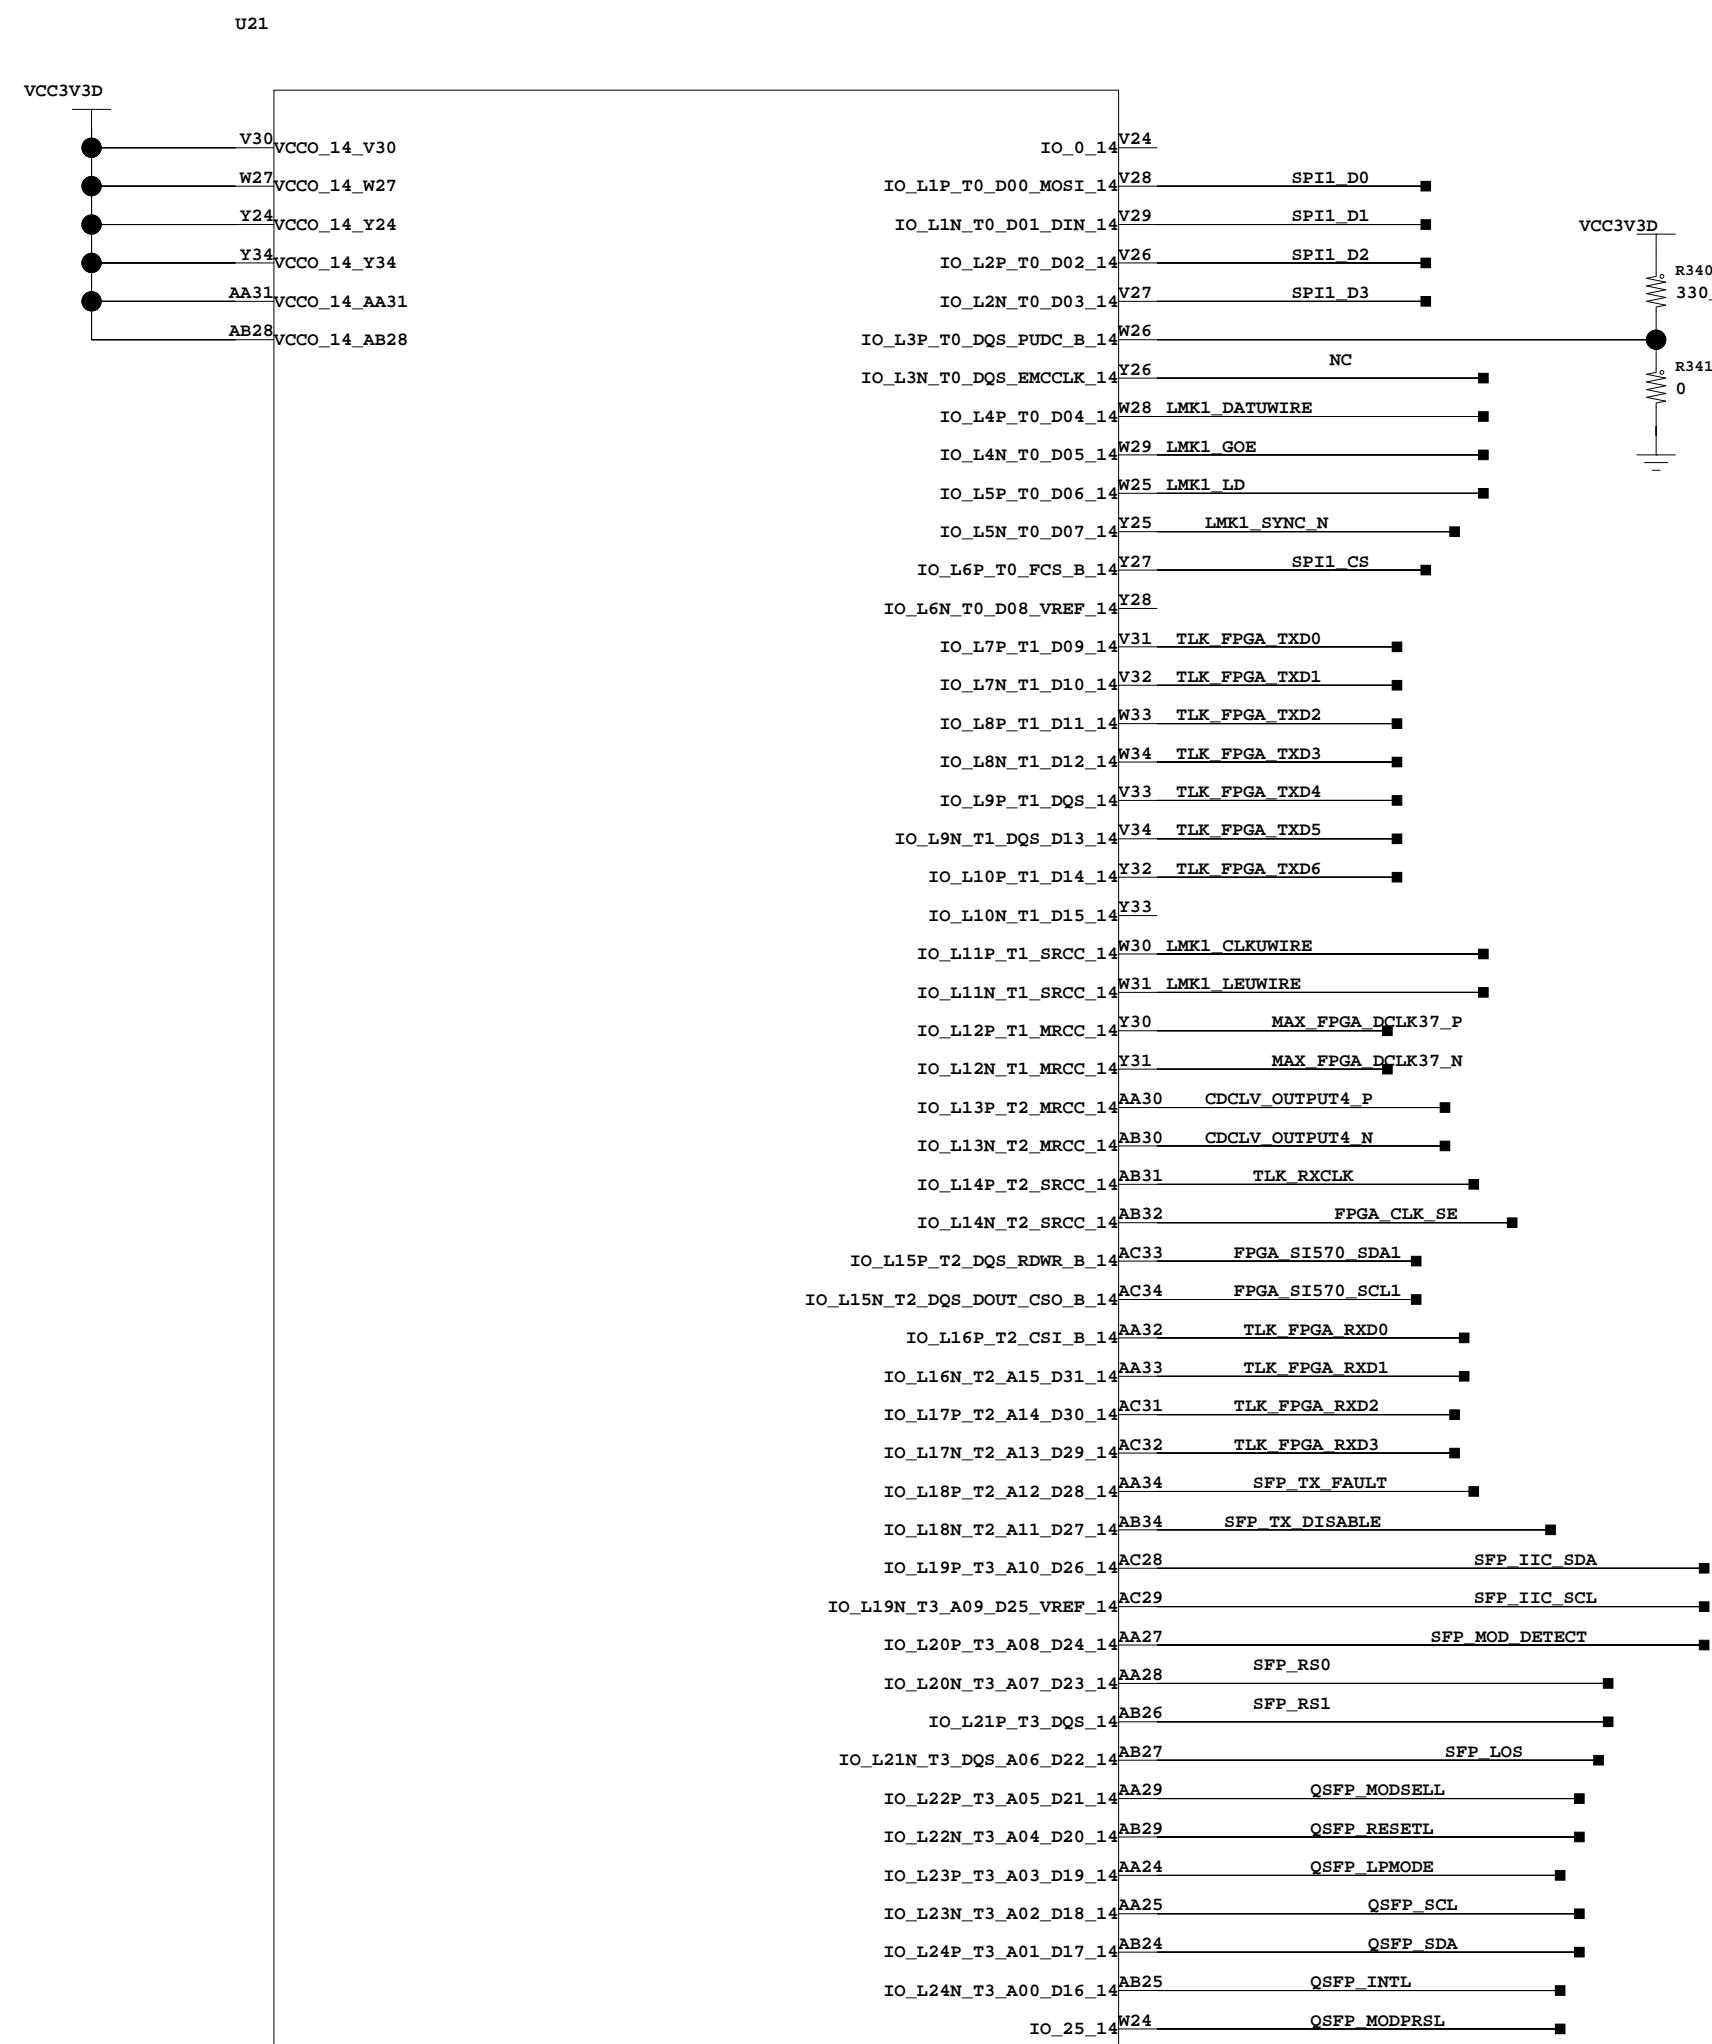 U21
VCC3V3D
V30 VCCO_14_V30 IO_0_14 V24
W27 VCCO_14_W27 IO_L1P_T0_D00_MOSI_14 V28 SPI1_D0
Y24 VCCO_14_Y24 IO_L1N_T0_D01_DIN_14 V29 SPI1_D1
VCC3V3D
Y34 VCCO_14_Y34 IO_L2P_T0_D02_14 V26 SPI1_D2
R340
AA31 VCCO_14_AA31 IO_L2N_T0_D03_14 V27 SPI1_D3
330_
AB28 VCCO_14_AB28 IO_L3P_T0_DQS_PUDC_B_14 W26
IO_L3N_T0_DQS_EMCCLK_14 Y26 NC
R341
0
IO_L4P_T0_D04_14 W28 LMK1_DATUWIRE
IO_L4N_T0_D05_14 W29 LMK1_GOE
IO_L5P_T0_D06_14 W25 LMK1_LD
IO_L5N_T0_D07_14 Y25 LMK1_SYNC_N
IO_L6P_T0_FCS_B_14 Y27 SPI1_CS
IO_L6N_T0_D08_VREF_14 Y28
IO_L7P_T1_D09_14 V31 TLK_FPGA_TXD0
IO_L7N_T1_D10_14 V32 TLK_FPGA_TXD1
IO_L8P_T1_D11_14 W33 TLK_FPGA_TXD2
IO_L8N_T1_D12_14 W34 TLK_FPGA_TXD3
IO_L9P_T1_DQS_14 V33 TLK_FPGA_TXD4
IO_L9N_T1_DQS_D13_14 V34 TLK_FPGA_TXD5
IO_L10P_T1_D14_14 Y32 TLK_FPGA_TXD6
IO_L10N_T1_D15_14 Y33
IO_L11P_T1_SRCC_14 W30 LMK1_CLKUWIRE
IO_L11N_T1_SRCC_14 W31 LMK1_LEUWIRE
IO_L12P_T1_MRCC_14 Y30 MAX_FPGA_DCLK37_P
IO_L12N_T1_MRCC_14 Y31 MAX_FPGA_DCLK37_N
IO_L13P_T2_MRCC_14 AA30 CDCLV_OUTPUT4_P
IO_L13N_T2_MRCC_14 AB30 CDCLV_OUTPUT4_N
IO_L14P_T2_SRCC_14 AB31 TLK_RXCLK
IO_L14N_T2_SRCC_14 AB32 FPGA_CLK_SE
IO_L15P_T2_DQS_RDWR_B_14 AC33 FPGA_SI570_SDA1
IO_L15N_T2_DQS_DOUT_CSO_B_14 AC34 FPGA_SI570_SCL1
IO_L16P_T2_CSI_B_14 AA32 TLK_FPGA_RXD0
IO_L16N_T2_A15_D31_14 AA33 TLK_FPGA_RXD1
IO_L17P_T2_A14_D30_14 AC31 TLK_FPGA_RXD2
IO_L17N_T2_A13_D29_14 AC32 TLK_FPGA_RXD3
IO_L18P_T2_A12_D28_14 AA34 SFP_TX_FAULT
IO_L18N_T2_A11_D27_14 AB34 SFP_TX_DISABLE
IO_L19P_T3_A10_D26_14 AC28 SFP_IIC_SDA
IO_L19N_T3_A09_D25_VREF_14 AC29 SFP_IIC_SCL
IO_L20P_T3_A08_D24_14 AA27 SFP_MOD_DETECT
IO_L20N_T3_A07_D23_14 AA28 SFP_RS0
IO_L21P_T3_DQS_14 AB26 SFP_RS1
IO_L21N_T3_DQS_A06_D22_14 AB27 SFP_LOS
IO_L22P_T3_A05_D21_14 AA29 QSFP_MODSELL
IO_L22N_T3_A04_D20_14 AB29 QSFP_RESETL
IO_L23P_T3_A03_D19_14 AA24 QSFP_LPMODE
IO_L23N_T3_A02_D18_14 AA25 QSFP_SCL
IO_L24P_T3_A01_D17_14 AB24 QSFP_SDA
IO_L24N_T3_A00_D16_14 AB25 QSFP_INTL
IO_25_14 W24 QSFP_MODPRSL